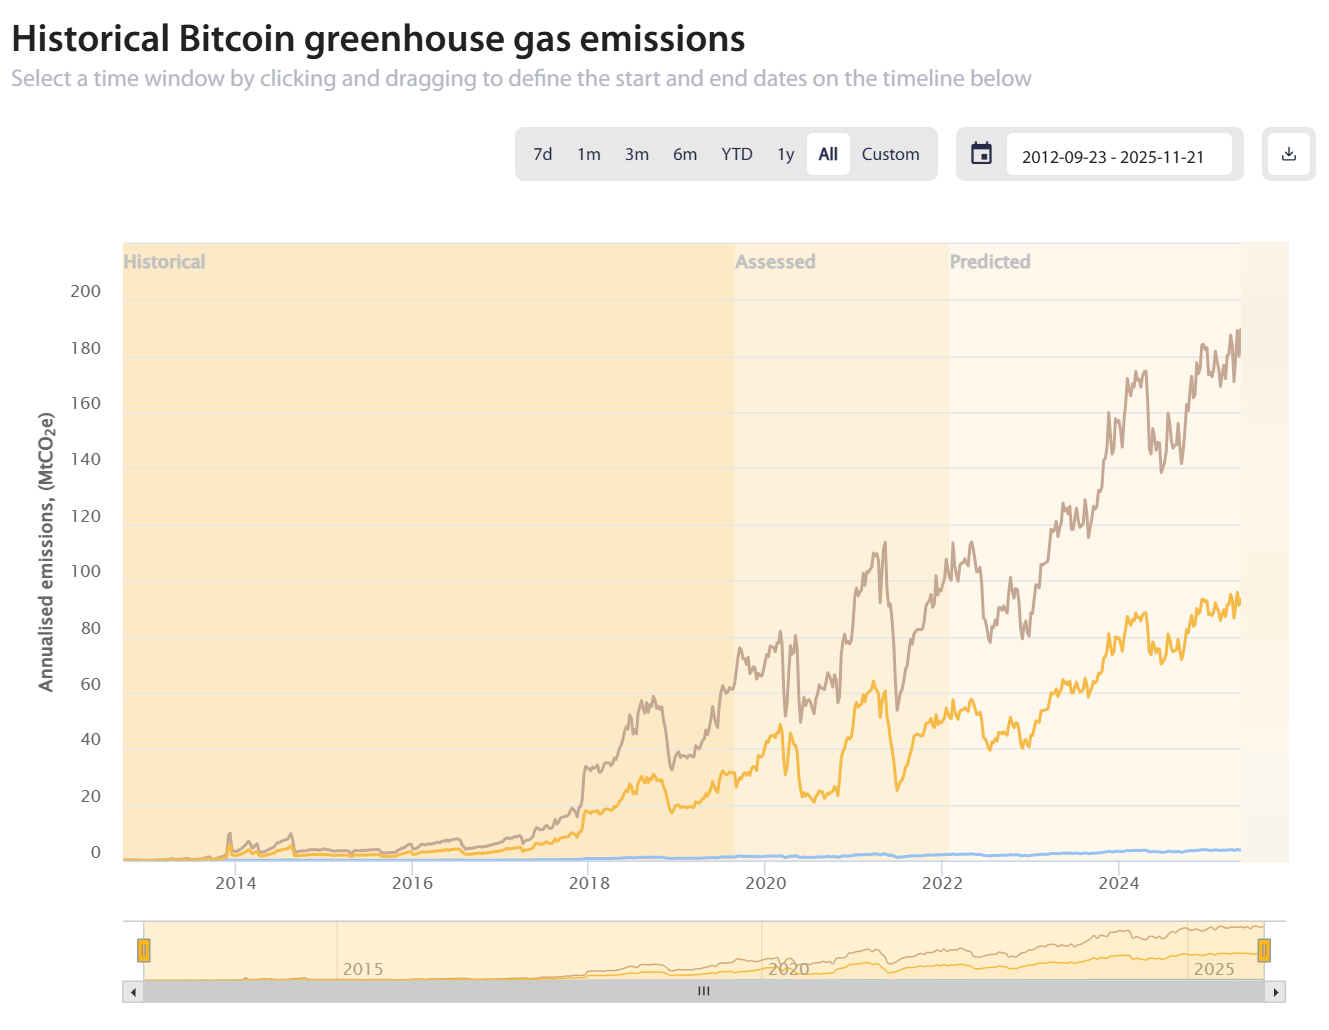 Historical Bitcoin greenhouse gas emissions
Select a time window by clicking and dragging to define the start and end dates on the timeline below
7d 1m 3m 6m YTD 1y All Custom 2012-09-23 - 2025-11-21
Historical Assessed Predicted
Annualised emissions, (MtCO₂e)
200
180
160
140
120
100
80
60
40
20
0
2014 2016 2018 2020 2022 2024
2015 2020 2025